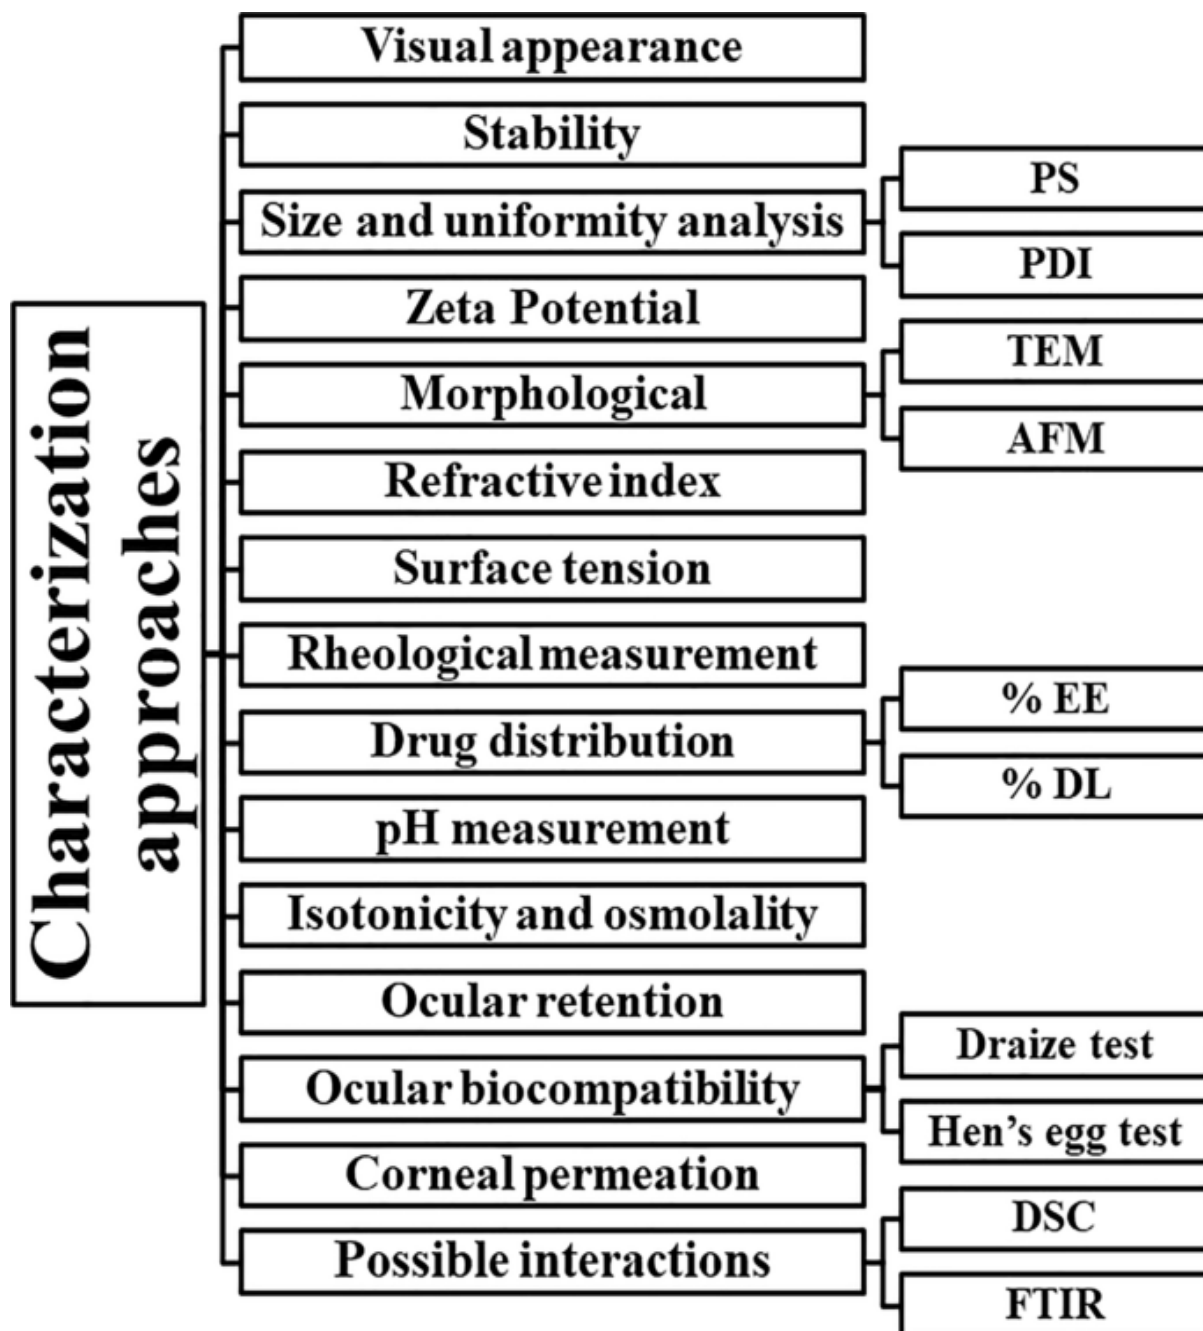 Characterization
approaches
Visual appearance
Stability
Size and uniformity analysis
PS
PDI
Zeta Potential
Morphological
TEM
AFM
Refractive index
Surface tension
Rheological measurement
Drug distribution
% EE
% DL
pH measurement
Isotonicity and osmolality
Ocular retention
Ocular biocompatibility
Draize test
Hen’s egg test
Corneal permeation
Possible interactions
DSC
FTIR